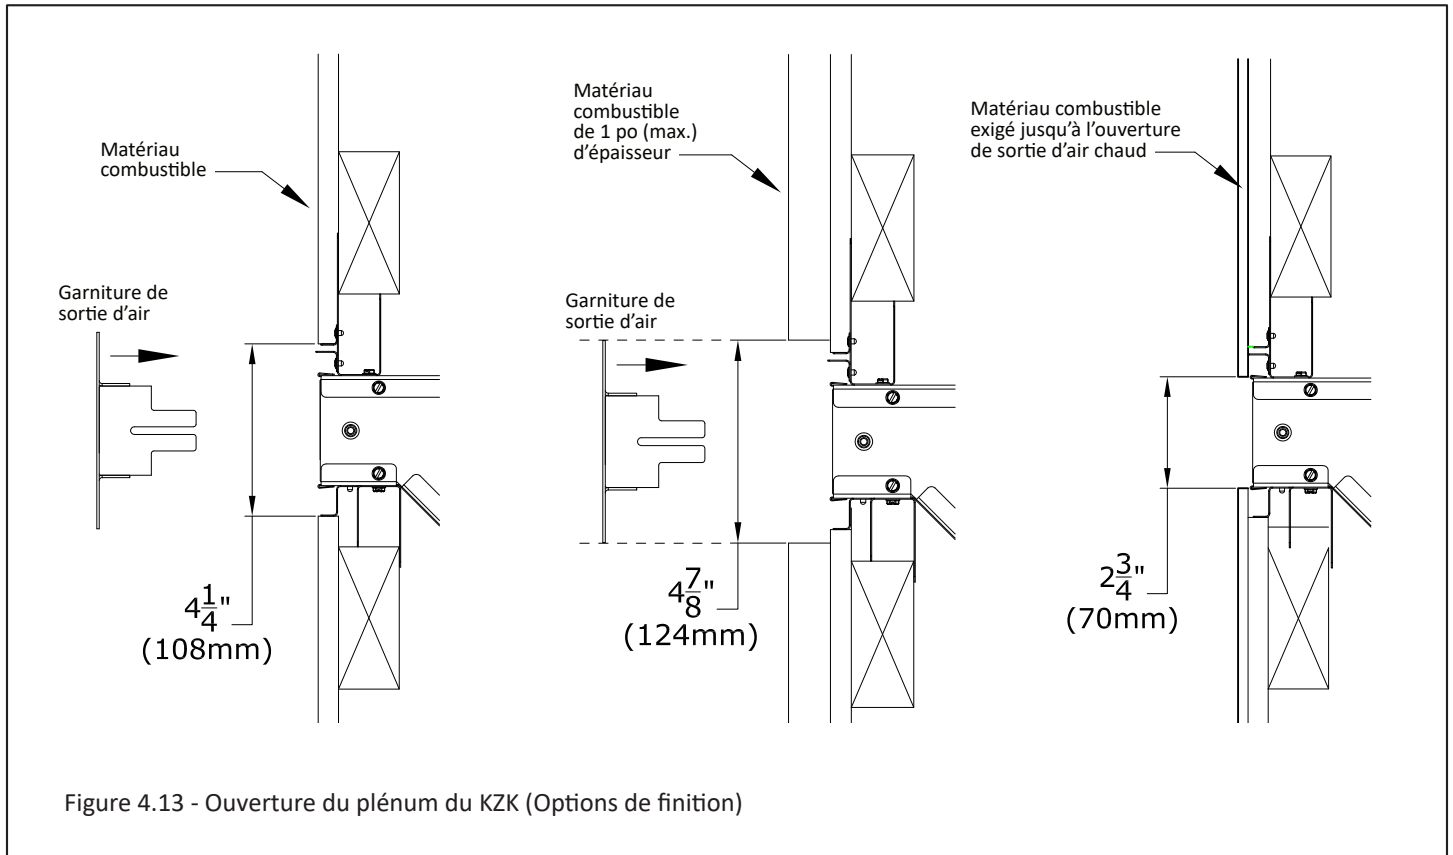 Matériau
combustible
Garniture de
sortie d'air
4 1/4"
(108mm)
Matériau
combustible
de 1 po (max.)
d'épaisseur
Garniture de
sortie d'air
4 7/8"
(124mm)
Matériau combustible
exigé jusqu'à l'ouverture
de sortie d'air chaud
2 3/4"
(70mm)
Figure 4.13 - Ouverture du plénum du KZK (Options de finition)